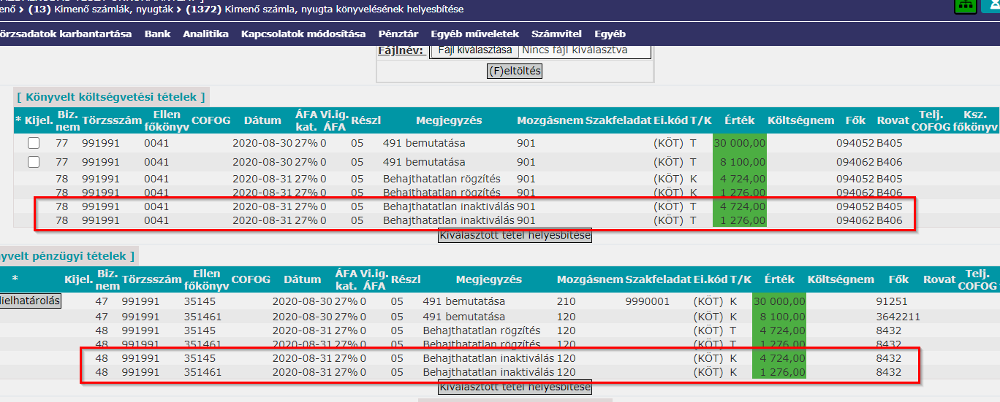 enő > (13) Kimenő számlák, nyugták > (1372) Kimenő számla, nyugta könyvelésének helyesbítése
örzsadatok karbantartása Bank Analitika Kapcsolatok módosítása Pénztár Egyéb műveletek Számvitel Egyéb
Fájlnév: Fájl kiválasztása Nincs fájl kiválasztva
(F)eltöltés
[ Könyvelt költségvetési tételek ]
* Kijel. Biz. nem Törzsszám Ellen főkönyv COFOG Dátum ÁFA kat. Vi.ig. ÁFA Részl Megjegyzés Mozgásnem Szakfeladat Ei.kód T/K Érték Költségnem Fők Rovat Telj. COFOG Ksz. főkönyv
77 991991 0041 2020-08-30 27% 0 05 491 bemutatása 901 (KÖT) T 30 000,00 094052 B405
77 991991 0041 2020-08-30 27% 0 05 491 bemutatása 901 (KÖT) T 8 100,00 094062 B406
78 991991 0041 2020-08-31 27% 0 05 Behajthatatlan rögzítés 901 (KÖT) K 4 724,00 094052 B405
78 991991 0041 2020-08-31 27% 0 05 Behajthatatlan rögzítés 901 (KÖT) K 1 276,00 094062 B406
78 991991 0041 2020-08-31 27% 0 05 Behajthatatlan inaktiválás 901 (KÖT) T 4 724,00 094052 B405
78 991991 0041 2020-08-31 27% 0 05 Behajthatatlan inaktiválás 901 (KÖT) T 1 276,00 094062 B406
Kiválasztott tétel helyesbítése
nyvelt pénzügyi tételek ]
* Kijel. Biz. nem Törzsszám Ellen főkönyv COFOG Dátum ÁFA kat. Vi.ig. ÁFA Részl Megjegyzés Mozgásnem Szakfeladat Ei.kód T/K Érték Költségnem Fők Rovat Telj. COFOG
lielhatárolás 47 991991 35145 2020-08-30 27% 0 05 491 bemutatása 210 9990001 (KÖT) K 30 000,00 91251
47 991991 351461 2020-08-30 27% 0 05 491 bemutatása 120 (KÖT) K 8 100,00 3642211
48 991991 35145 2020-08-31 27% 0 05 Behajthatatlan rögzítés 120 (KÖT) T 4 724,00 8432
48 991991 351461 2020-08-31 27% 0 05 Behajthatatlan rögzítés 120 (KÖT) T 1 276,00 8432
48 991991 35145 2020-08-31 27% 0 05 Behajthatatlan inaktiválás 120 (KÖT) K 4 724,00 8432
48 991991 351461 2020-08-31 27% 0 05 Behajthatatlan inaktiválás 120 (KÖT) K 1 276,00 8432
Kiválasztott tétel helyesbítése